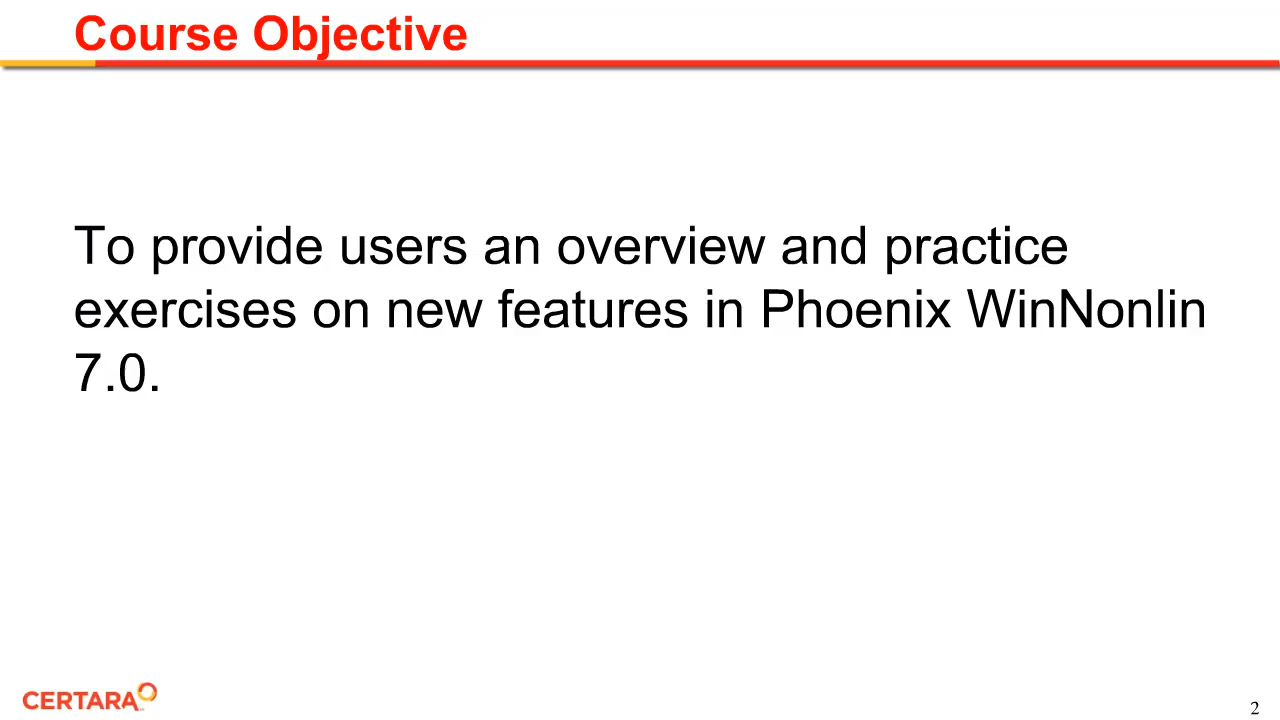 Course Objective
To provide users an overview and practice
exercises on new features in Phoenix WinNonlin
7.0.
CERTARA
2